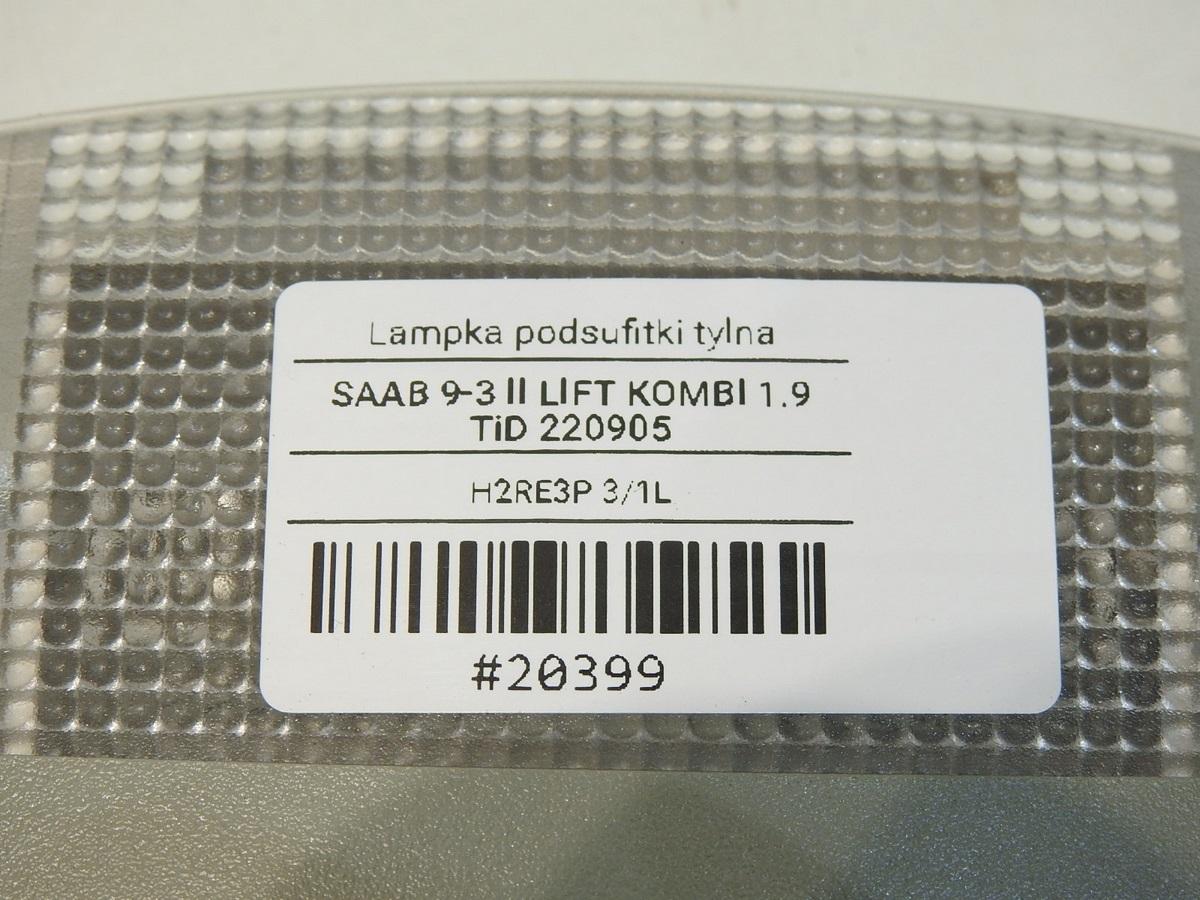 Lampka podsufitki tylna
SAAB 9-3 II LIFT KOMBI 1.9
TiD 220905
H2RE3P 3/1L
#20399